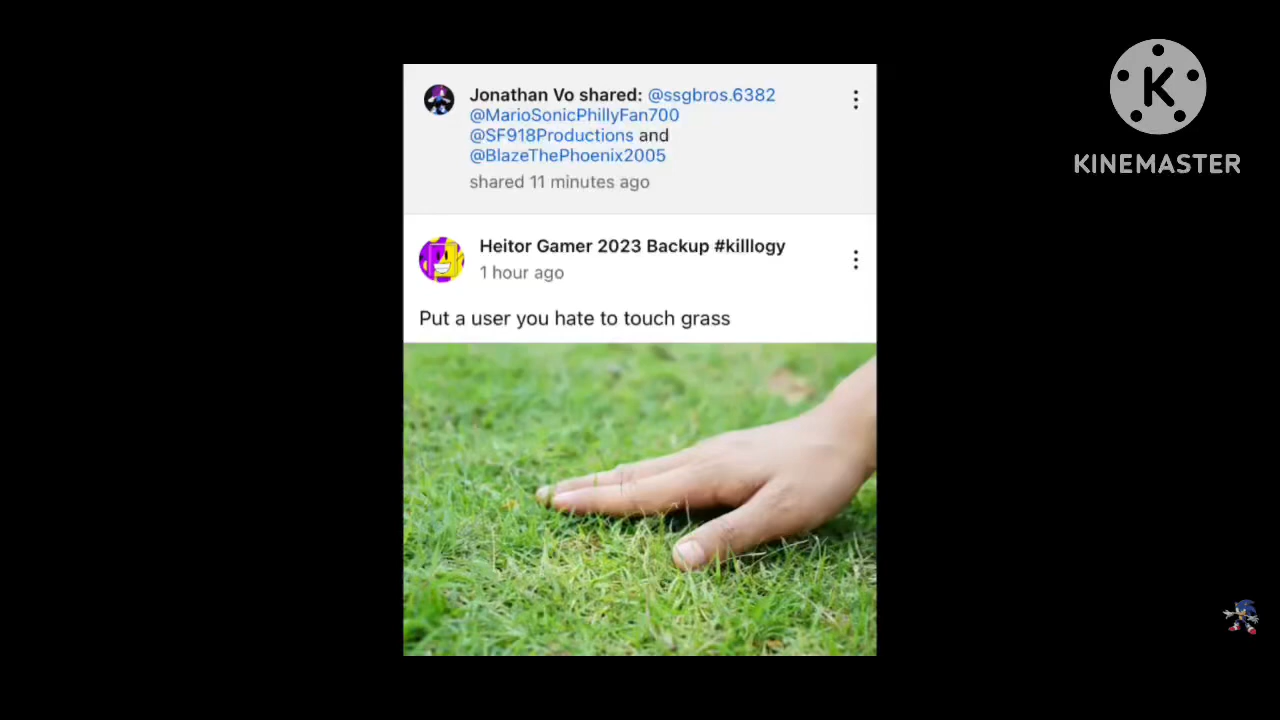 Jonathan Vo shared: @ssgbros.6382
@MarioSonicPhillyFan700
@SF918Productions and
@BlazeThePhoenix2005
shared 11 minutes ago
Heitor Gamer 2023 Backup #killlogy
1 hour ago
Put a user you hate to touch grass
K
KINEMASTER